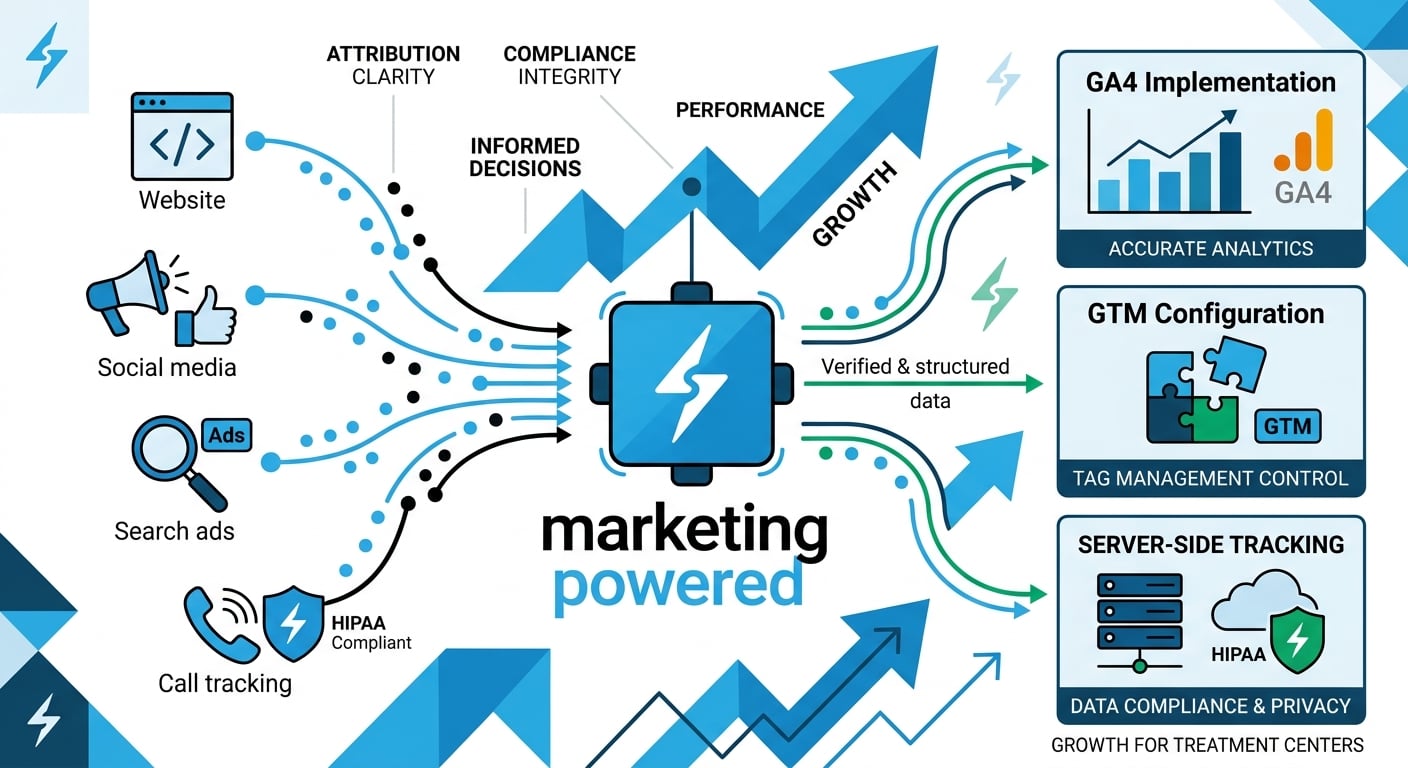 ATTRIBUTION
CLARITY
COMPLIANCE
INTEGRITY
PERFORMANCE
INFORMED
DECISIONS
GROWTH
Website
Social media
Ads
Search ads
HIPAA
Compliant
Call tracking
marketing
powered
Verified & structured
data
GA4 Implementation
GA4
ACCURATE ANALYTICS
GTM Configuration
GTM
TAG MANAGEMENT CONTROL
SERVER-SIDE TRACKING
HIPAA
DATA COMPLIANCE & PRIVACY
GROWTH FOR TREATMENT CENTERS